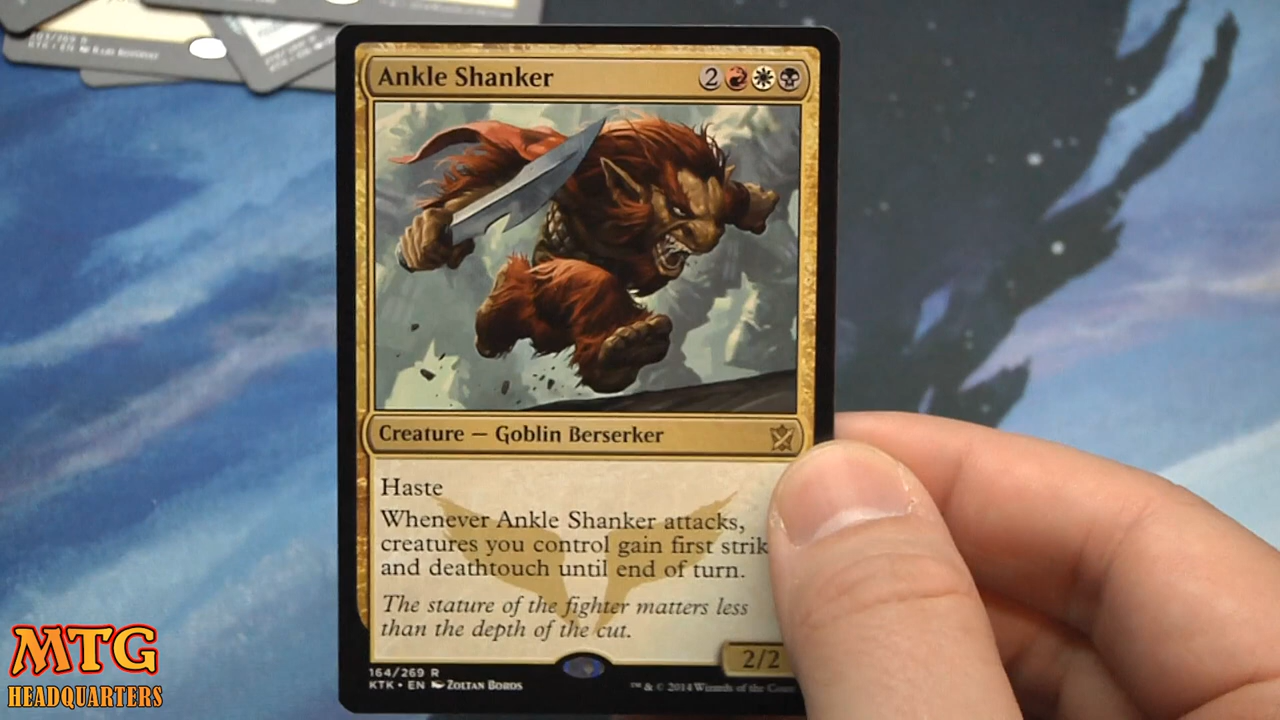 Ankle Shanker 2
Creature — Goblin Berserker
Haste
Whenever Ankle Shanker attacks,
creatures you control gain first strik
and deathtouch until end of turn.
The stature of the fighter matters less
than the depth of the cut.
2/2
164/269 R
KTK • EN Zoltan Boros
™ & © 2014 Wizards of the Coast
MTG
HEADQUARTERS